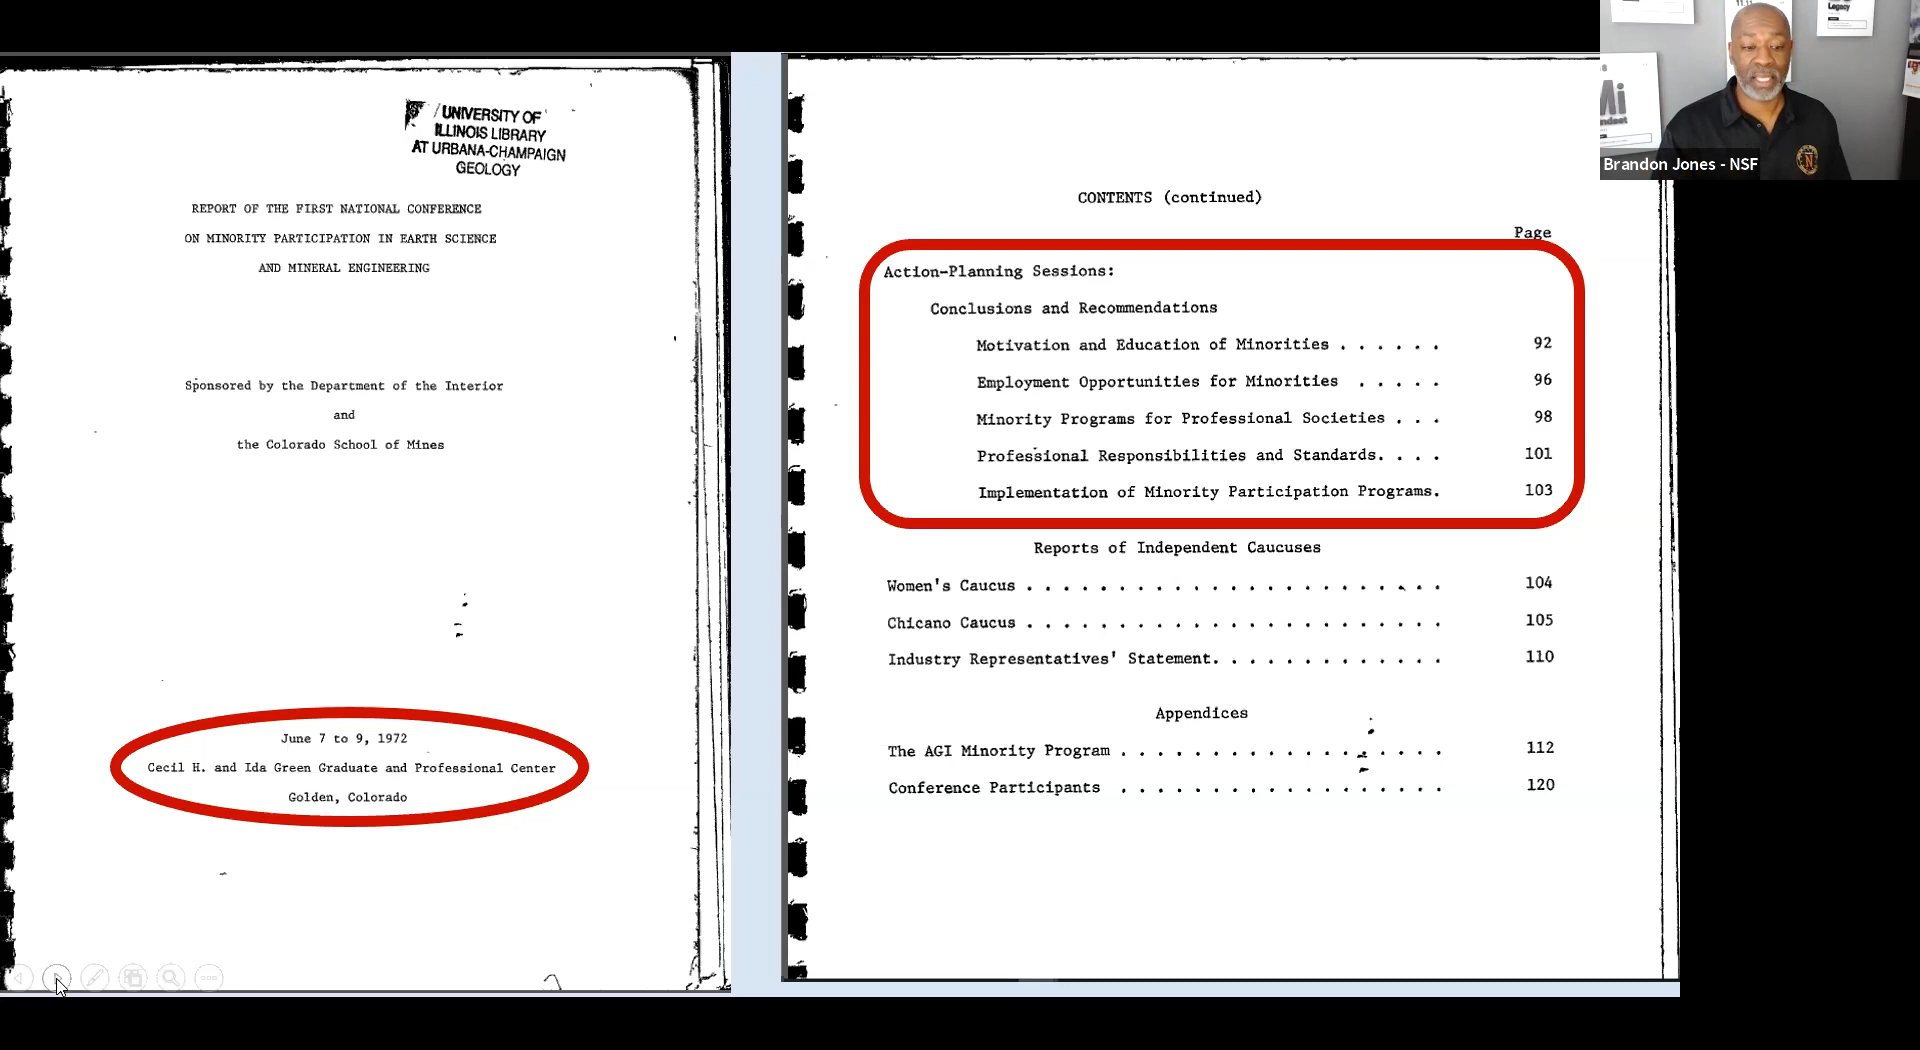 UNIVERSITY OF
ILLINOIS LIBRARY
AT URBANA-CHAMPAIGN
GEOLOGY
REPORT OF THE FIRST NATIONAL CONFERENCE
ON MINORITY PARTICIPATION IN EARTH SCIENCE
AND MINERAL ENGINEERING
Sponsored by the Department of the Interior
and
the Colorado School of Mines
June 7 to 9, 1972
Cecil H. and Ida Green Graduate and Professional Center
Golden, Colorado
CONTENTS (continued)
Page
Action-Planning Sessions:
Conclusions and Recommendations
Motivation and Education of Minorities . . . . . . 92
Employment Opportunities for Minorities . . . . . 96
Minority Programs for Professional Societies . . . 98
Professional Responsibilities and Standards. . . . 101
Implementation of Minority Participation Programs. 103
Reports of Independent Caucuses
Women's Caucus . . . . . . . . . . . . . . . . . . . . . . . 104
Chicano Caucus . . . . . . . . . . . . . . . . . . . . . . . 105
Industry Representatives' Statement. . . . . . . . . . . . . 110
Appendices
The AGI Minority Program . . . . . . . . . . . . . . . . . . 112
Conference Participants . . . . . . . . . . . . . . . . . . 120
Legacy
Brandon Jones - NSF
N